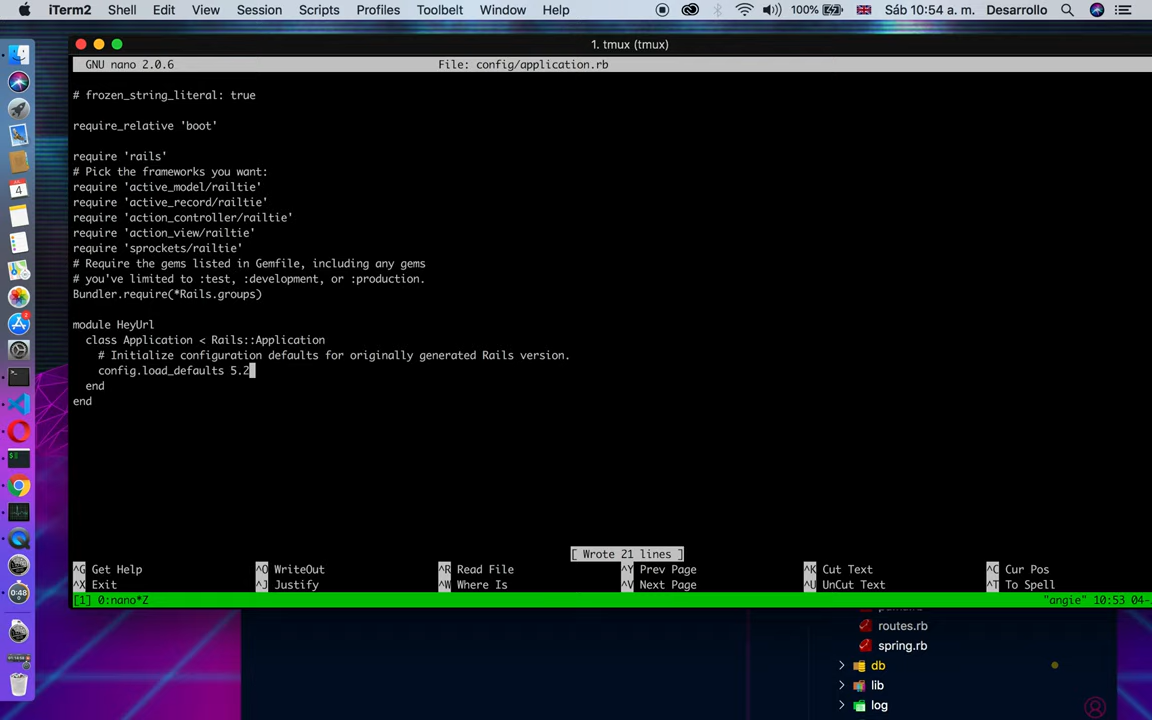 iTerm2 Shell Edit View Session Scripts Profiles Toolbelt Window Help 100% Sáb 10:54 a. m. Desarrollo
1. tmux (tmux)
GNU nano 2.0.6 File: config/application.rb
# frozen_string_literal: true
require_relative 'boot'
require 'rails'
# Pick the frameworks you want:
require 'active_model/railtie'
require 'active_record/railtie'
require 'action_controller/railtie'
require 'action_view/railtie'
require 'sprockets/railtie'
# Require the gems listed in Gemfile, including any gems
# you've limited to :test, :development, or :production.
Bundler.require(*Rails.groups)
module HeyUrl
class Application < Rails::Application
# Initialize configuration defaults for originally generated Rails version.
config.load_defaults 5.2
end
end
[ Wrote 21 lines ]
^G Get Help ^O WriteOut ^R Read File ^Y Prev Page ^K Cut Text ^C Cur Pos
^X Exit ^J Justify ^W Where Is ^V Next Page ^U UnCut Text ^T To Spell
[1] 0:nano*Z "angie" 10:53 04-
routes.rb
spring.rb
db
lib
log
4
0:48